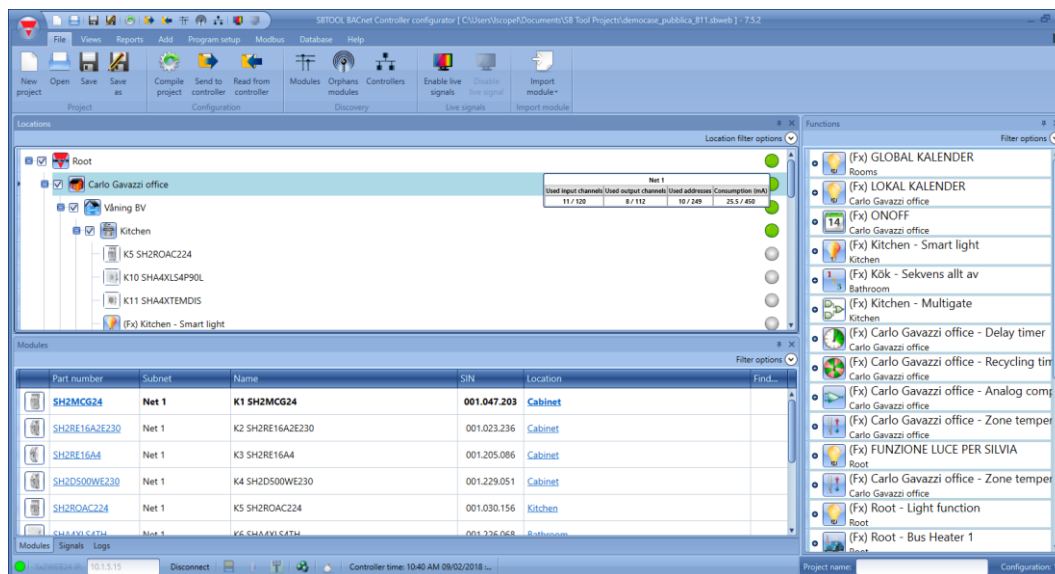 SBTOOL BACnet Controller configurator [ C:\Users\lscopel\Documents\SB Tool Projects\democase_pubblica_811.sbweb ] - 7.5.2
File Views Reports Add Program setup Modbus Database Help
New project Open Save Save as Compile project Send to controller Read from controller Modules Orphans modules Controllers Enable live signals Disable live signal Import module
Project Configuration Discovery Live signals Import module
Locations
Location filter options
Root
Carlo Gavazzi office
Våning BV
Kitchen
K5 SH2ROAC224
K10 SHA4XLS4P90L
K11 SHA4XTEMDIS
(Fx) Kitchen - Smart light
Net 1
Used input channels Used output channels Used addresses Consumption (mA)
11 / 120 8 / 112 10 / 249 25.5 / 450
Modules
Filter options
Part number Subnet Name SIN Location Find...
SH2MCG24 Net 1 K1 SH2MCG24 001.047.203 Cabinet
SH2RE16A2E230 Net 1 K2 SH2RE16A2E230 001.023.236 Cabinet
SH2RE16A4 Net 1 K3 SH2RE16A4 001.205.086 Cabinet
SH2D500WE230 Net 1 K4 SH2D500WE230 001.229.051 Cabinet
SH2ROAC224 Net 1 K5 SH2ROAC224 001.030.156 Kitchen
SHA4XLS4TH Net 1 K6 SHA4XLS4TH 001.226.068 Bathroom
Modules Signals Logs
Functions
Filter options
(Fx) GLOBAL KALENDER
Rooms
(Fx) LOKAL KALENDER
Carlo Gavazzi office
14
(Fx) ONOFF
Carlo Gavazzi office
(Fx) Kitchen - Smart light
Kitchen
(Fx) Kök - Sekvens allt av
Bathroom
(Fx) Kitchen - Multigate
Kitchen
(Fx) Carlo Gavazzi office - Delay timer
Carlo Gavazzi office
(Fx) Carlo Gavazzi office - Recycling tim
Carlo Gavazzi office
(Fx) Carlo Gavazzi office - Analog comp
Carlo Gavazzi office
(Fx) Carlo Gavazzi office - Zone temper
Carlo Gavazzi office
(Fx) FUNZIONE LUCE PER SILVIA
Root
(Fx) Carlo Gavazzi office - Zone temper
Carlo Gavazzi office
(Fx) Root - Light function
Root
(Fx) Root - Bus Heater 1
Root
10.1.5.15 Disconnect Controller time: 10:40 AM 09/02/2018 :... Project name: Configuration: